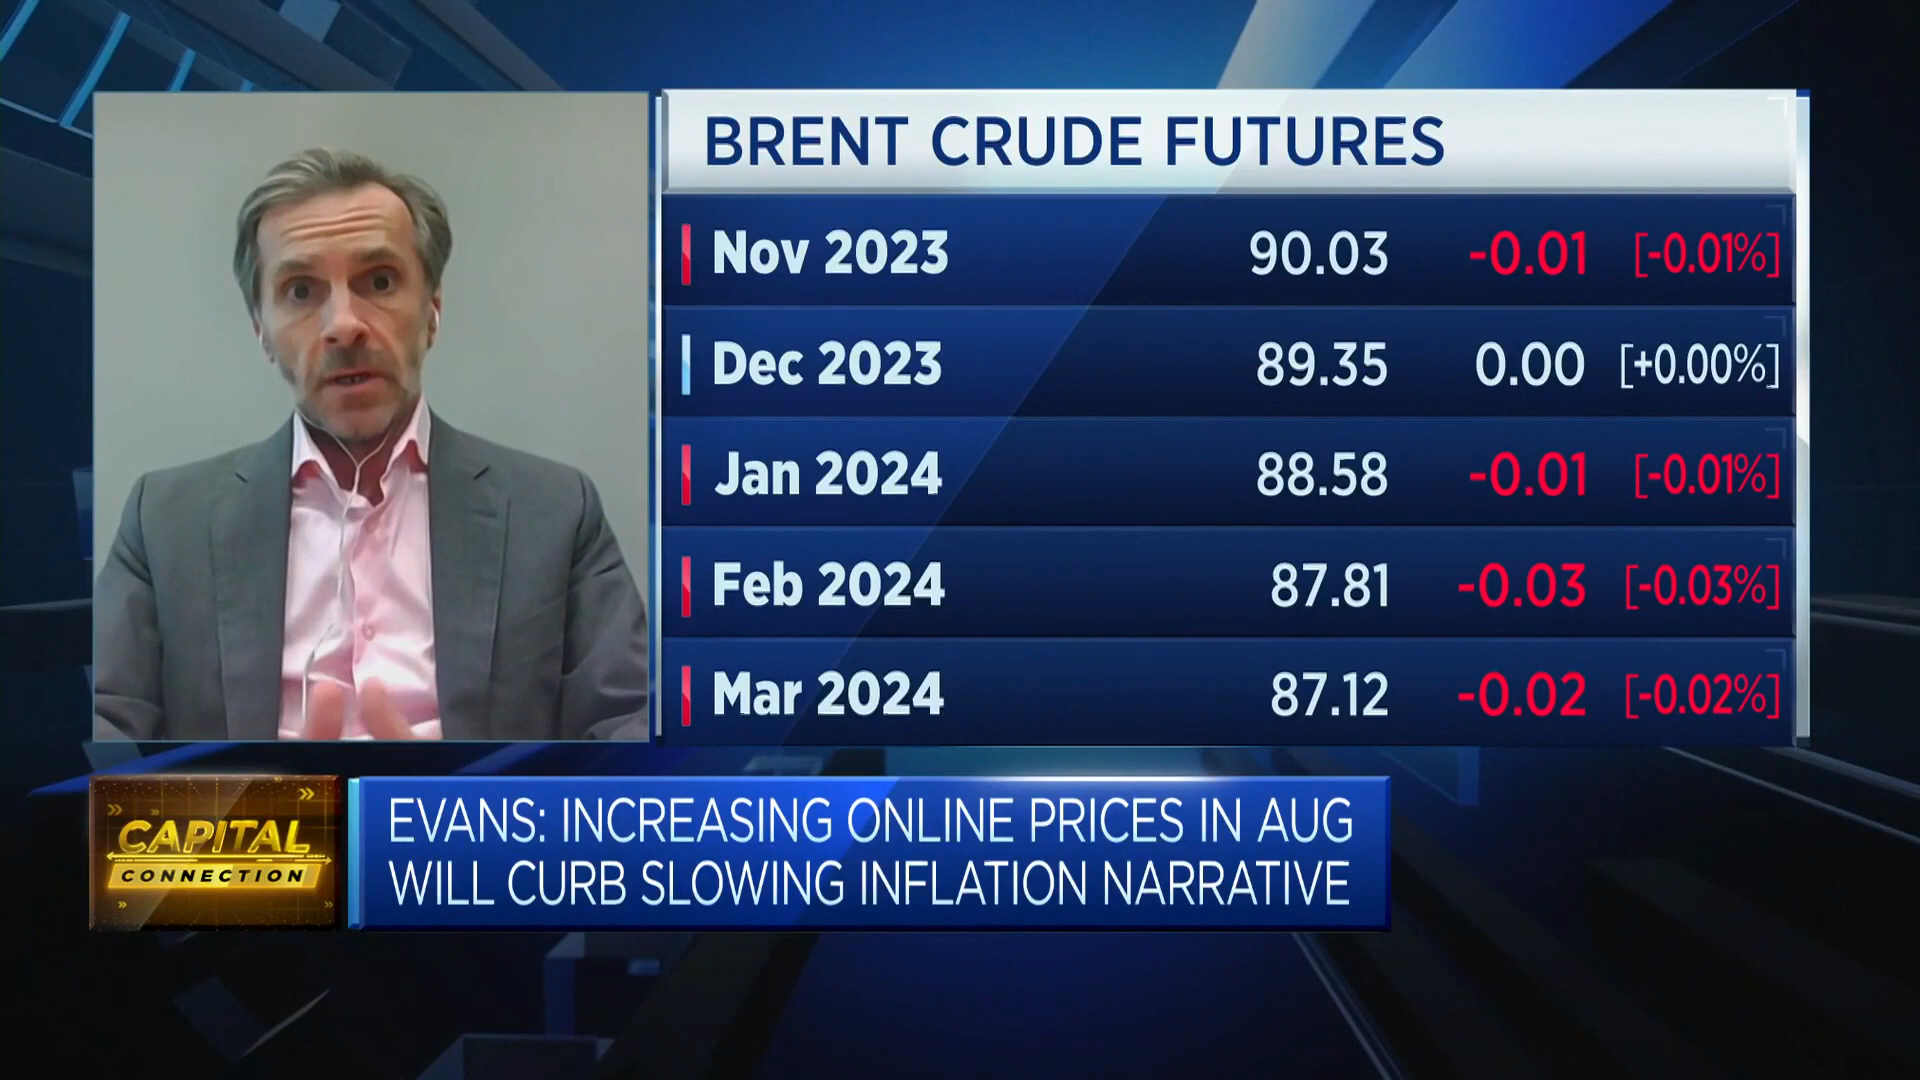 BRENT CRUDE FUTURES
Nov 2023 90.03 -0.01 [-0.01%]
Dec 2023 89.35 0.00 [+0.00%]
Jan 2024 88.58 -0.01 [-0.01%]
Feb 2024 87.81 -0.03 [-0.03%]
Mar 2024 87.12 -0.02 [-0.02%]
CAPITAL
CONNECTION
EVANS: INCREASING ONLINE PRICES IN AUG
WILL CURB SLOWING INFLATION NARRATIVE